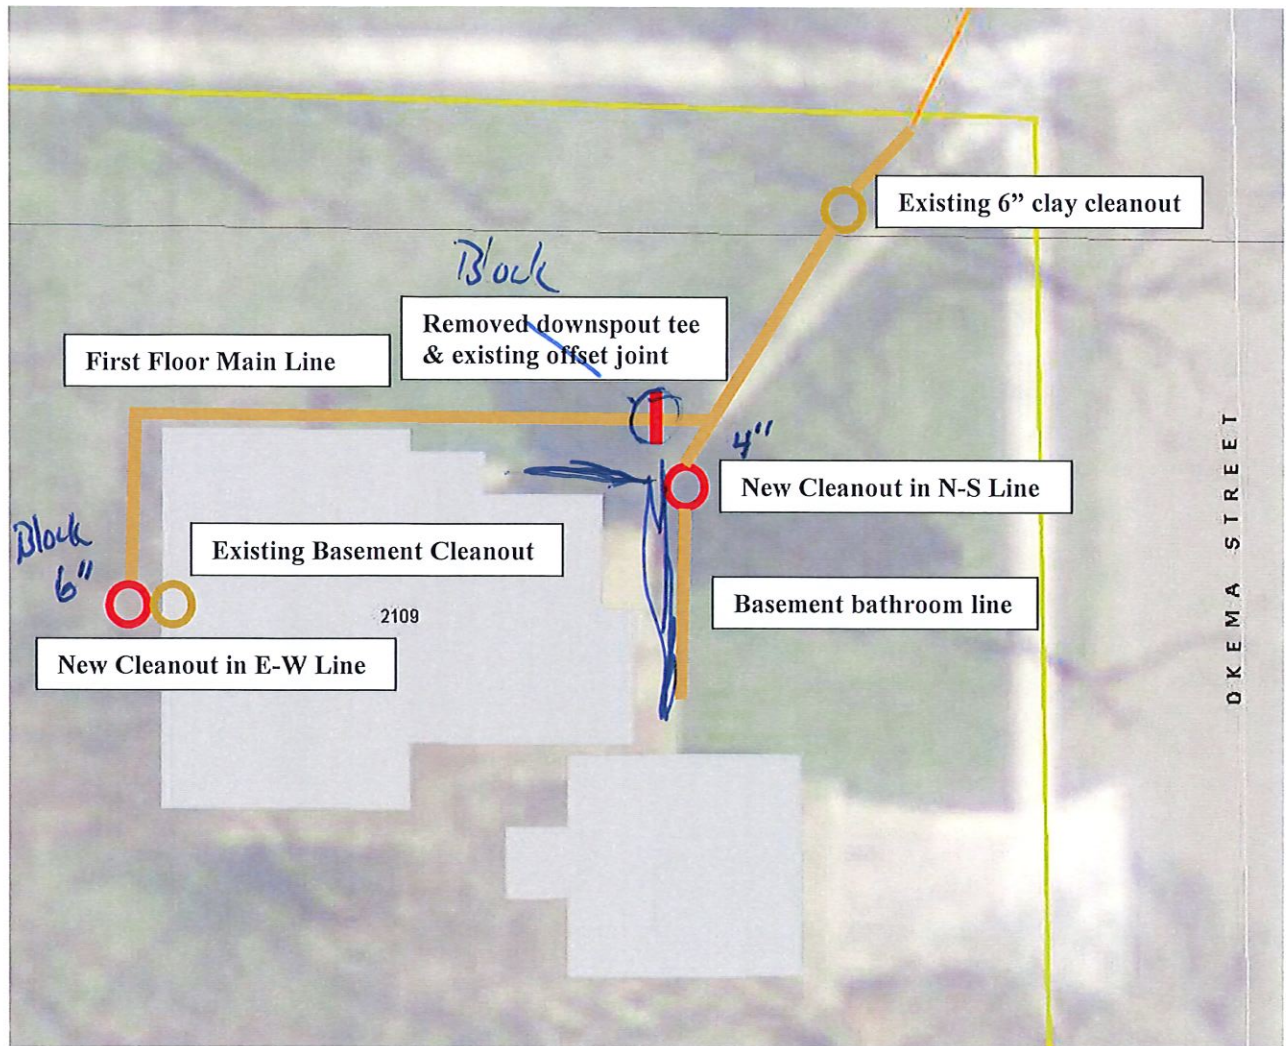 Existing 6” clay cleanout
Block
Removed downspout tee
& existing offset joint
First Floor Main Line
4"
New Cleanout in N-S Line
OKEMA STREET
Block
6"
Existing Basement Cleanout
Basement bathroom line
2109
New Cleanout in E-W Line